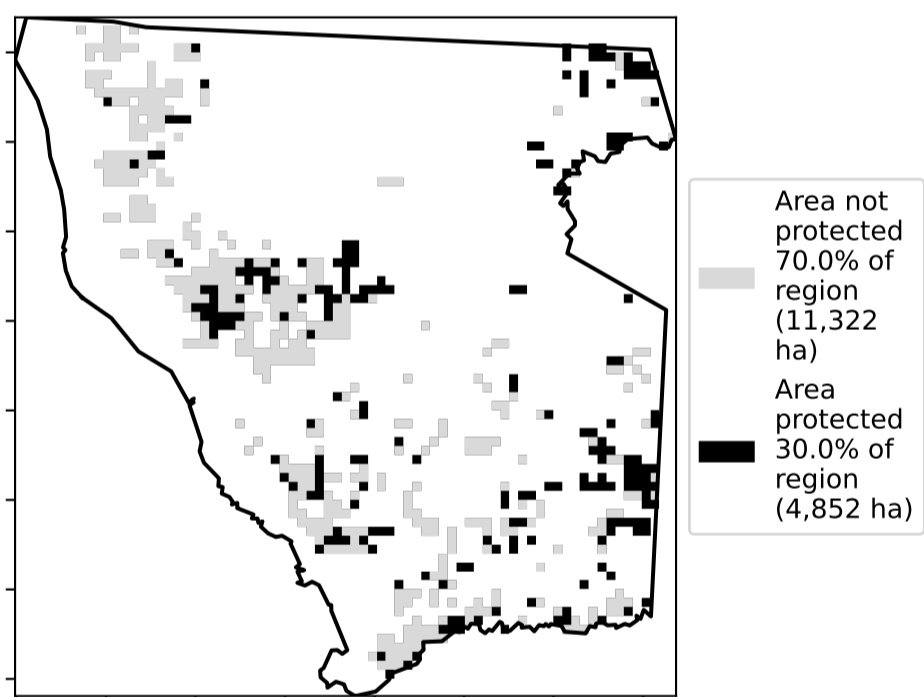 Area not
protected
70.0% of
region
(11,322
ha)
Area
protected
30.0% of
region
(4,852 ha)